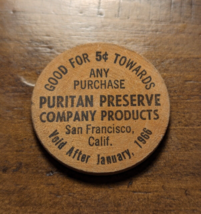 GOOD FOR 5¢ TOWARDS
ANY
PURCHASE
PURITAN PRESERVE
COMPANY PRODUCTS
San Francisco,
Calif.
Void After January, 1966